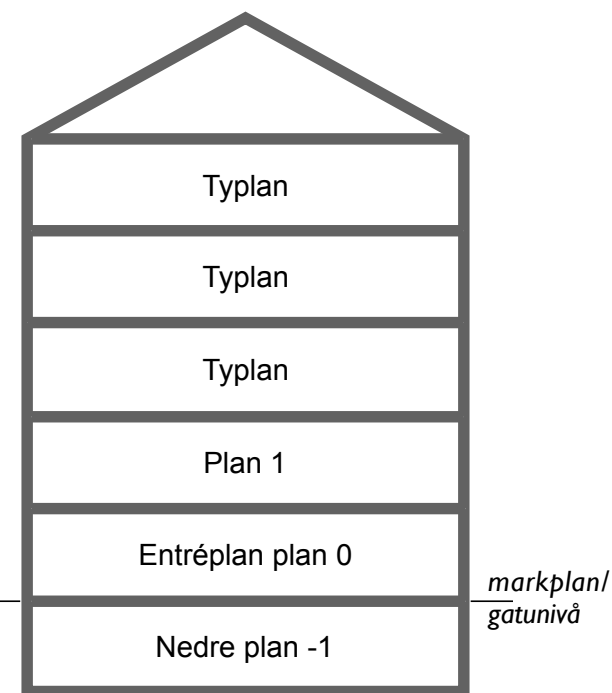 Typlan
Typlan
Typlan
Plan 1
Entréplan plan 0
markplan/
gatunivå
Nedre plan -1